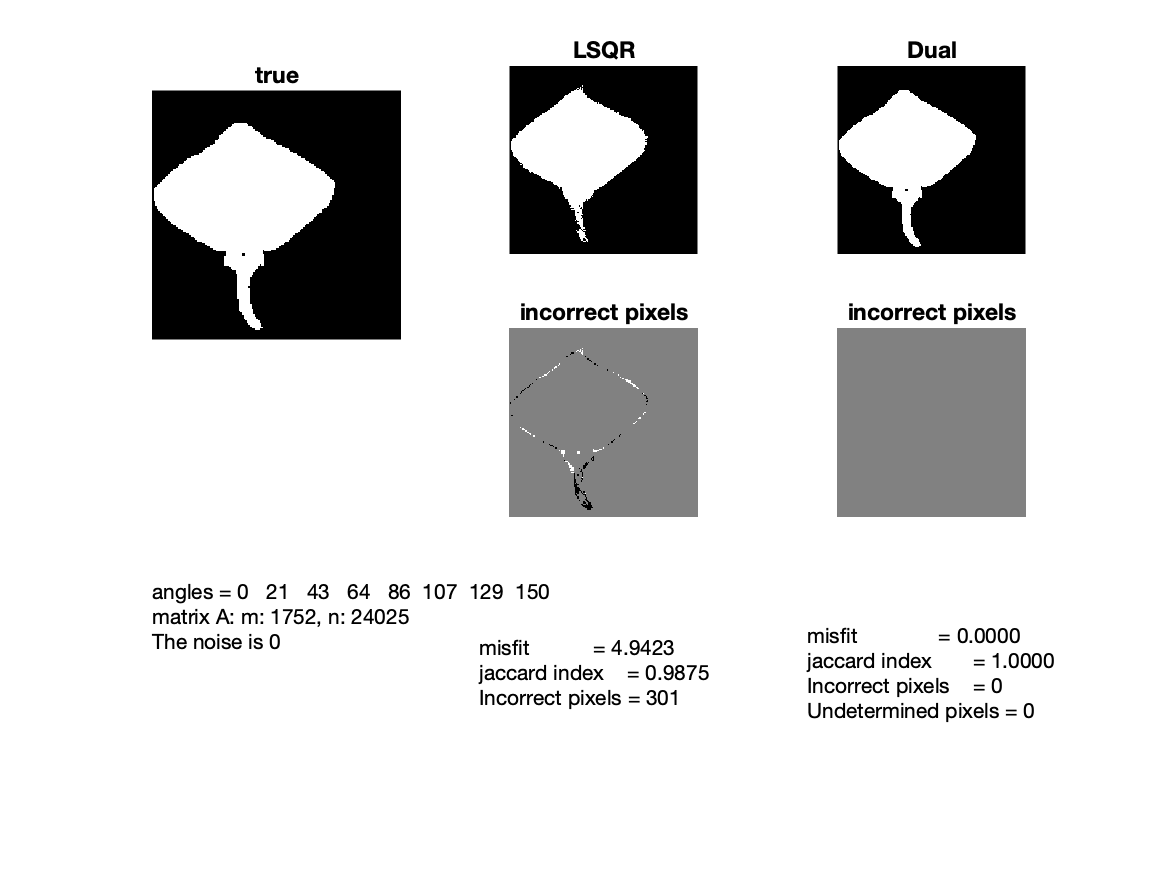 true
LSQR
Dual
incorrect pixels
incorrect pixels
angles = 0 21 43 64 86 107 129 150
matrix A: m: 1752, n: 24025
The noise is 0
misfit = 4.9423
jaccard index = 0.9875
Incorrect pixels = 301
misfit = 0.0000
jaccard index = 1.0000
Incorrect pixels = 0
Undetermined pixels = 0